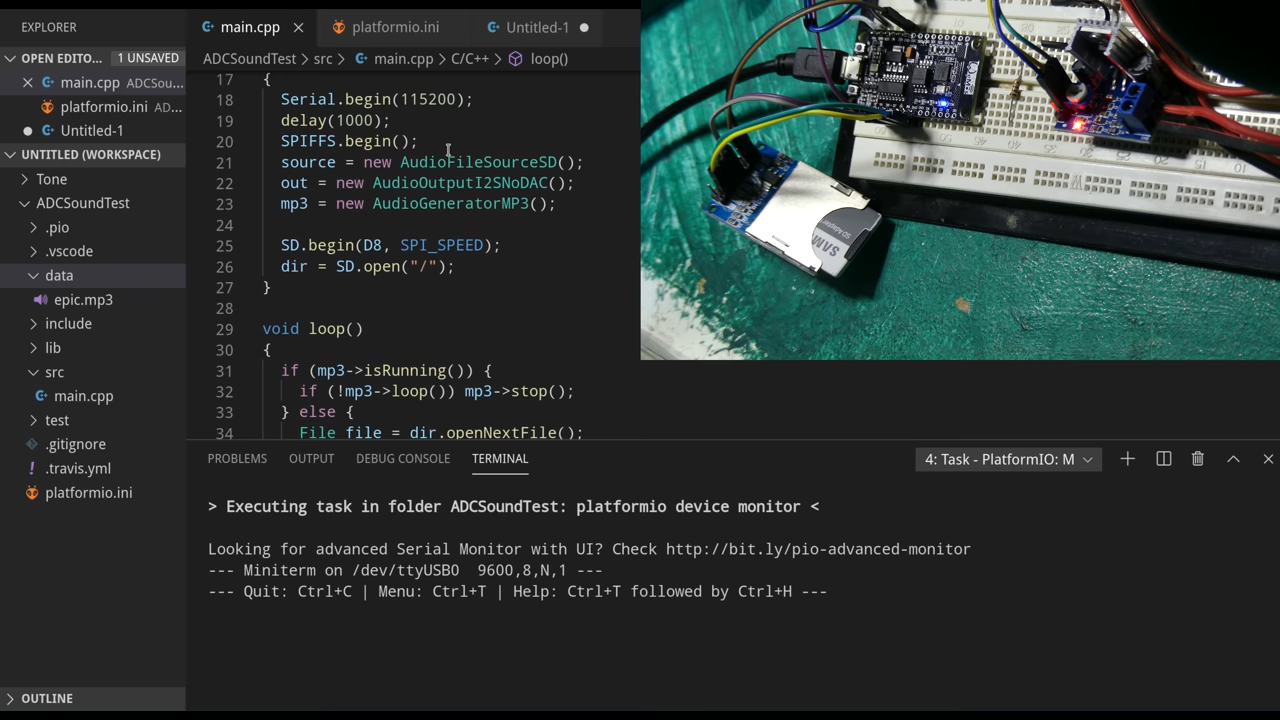 EXPLORER
OPEN EDITO... 1 UNSAVED
main.cpp ADCSou...
platformio.ini AD...
Untitled-1
UNTITLED (WORKSPACE)
Tone
ADCSoundTest
.pio
.vscode
data
epic.mp3
include
lib
src
main.cpp
test
.gitignore
.travis.yml
platformio.ini
OUTLINE
main.cpp platformio.ini Untitled-1
ADCSoundTest > src > main.cpp > C/C++ > loop()
17 {
18 Serial.begin(115200);
19 delay(1000);
20 SPIFFS.begin();
21 source = new AudioFileSourceSD();
22 out = new AudioOutputI2SNoDAC();
23 mp3 = new AudioGeneratorMP3();
24
25 SD.begin(D8, SPI_SPEED);
26 dir = SD.open("/");
27 }
28
29 void loop()
30 {
31 if (mp3->isRunning()) {
32 if (!mp3->loop()) mp3->stop();
33 } else {
34 File file = dir.openNextFile();
PROBLEMS OUTPUT DEBUG CONSOLE TERMINAL 4: Task - PlatformIO: M
> Executing task in folder ADCSoundTest: platformio device monitor <
Looking for advanced Serial Monitor with UI? Check http://bit.ly/pio-advanced-monitor
--- Miniterm on /dev/ttyUSB0 9600,8,N,1 ---
--- Quit: Ctrl+C | Menu: Ctrl+T | Help: Ctrl+T followed by Ctrl+H ---
SD Adapter
SAMS